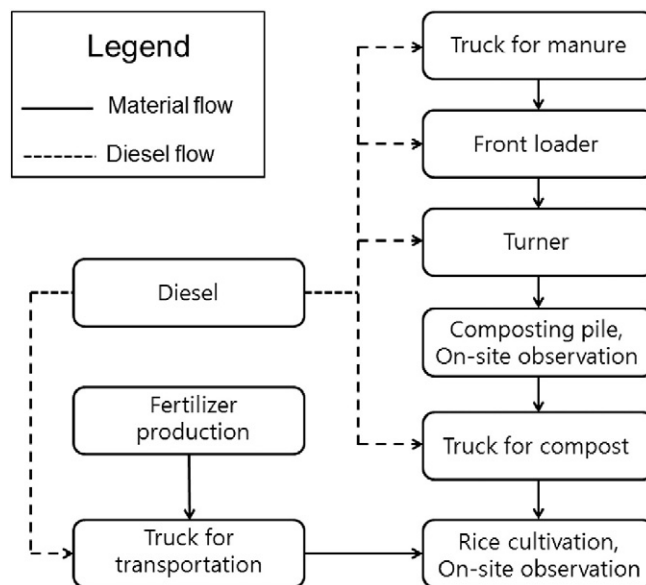 Legend
Material flow
Diesel flow
Truck for manure
Front loader
Turner
Diesel
Composting pile,
On-site observation
Fertilizer
production
Truck for compost
Truck for
transportation
Rice cultivation,
On-site observation